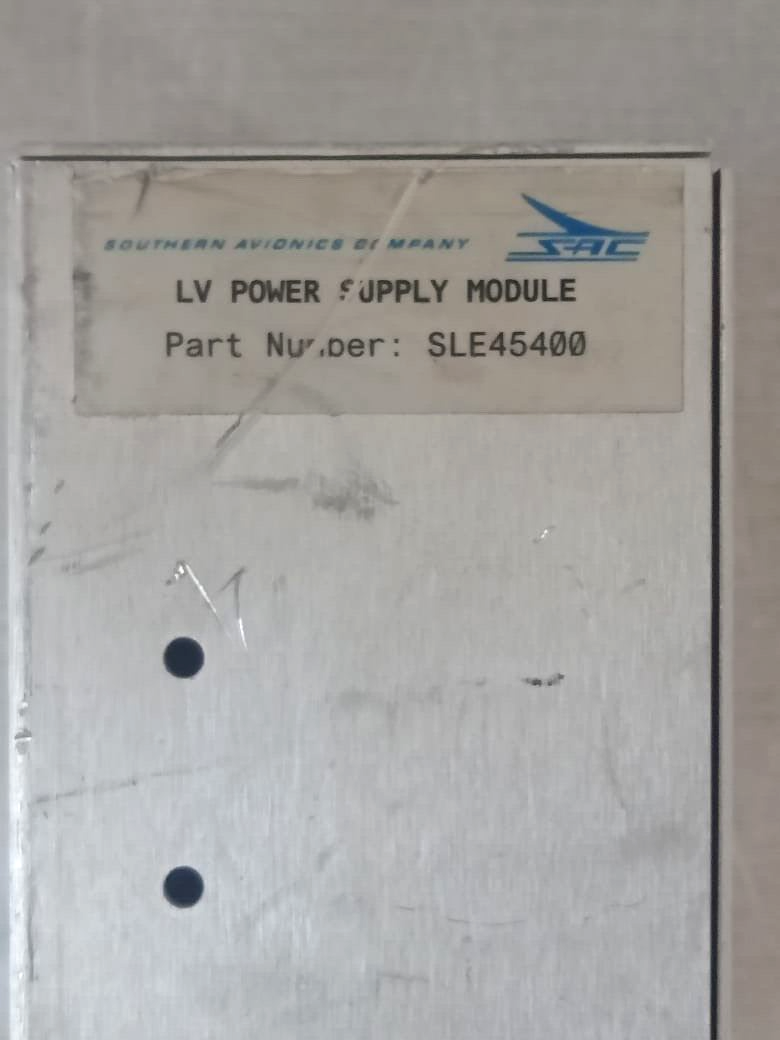 SOUTHERN AVIONICS COMPANY
SAC
LV POWER SUPPLY MODULE
Part Number: SLE45400